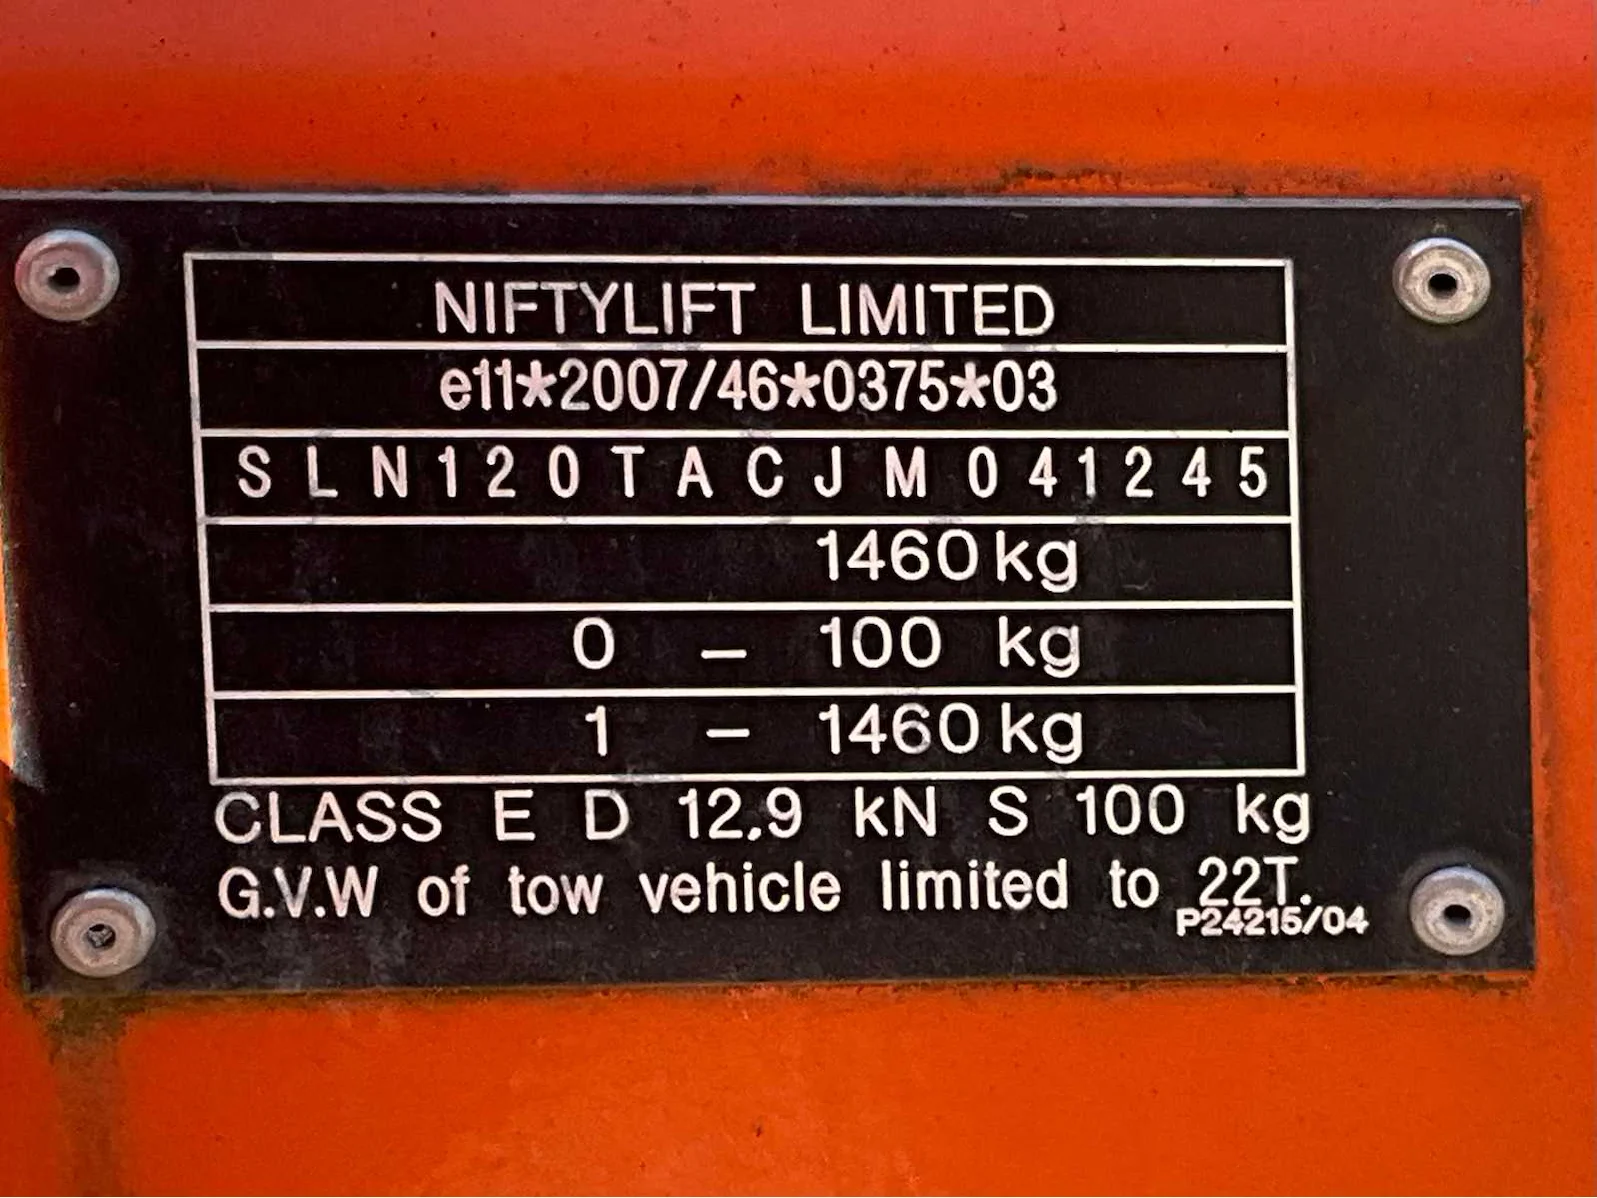 NIFTYLIFT LIMITED
e11*2007/46*0375*03
SLN120TACJM041245
1460kg
0 – 100 kg
1 – 1460kg
CLASS E D 12.9 kN S 100 kg
G.V.W of tow vehicle limited to 22T.
P24215/04